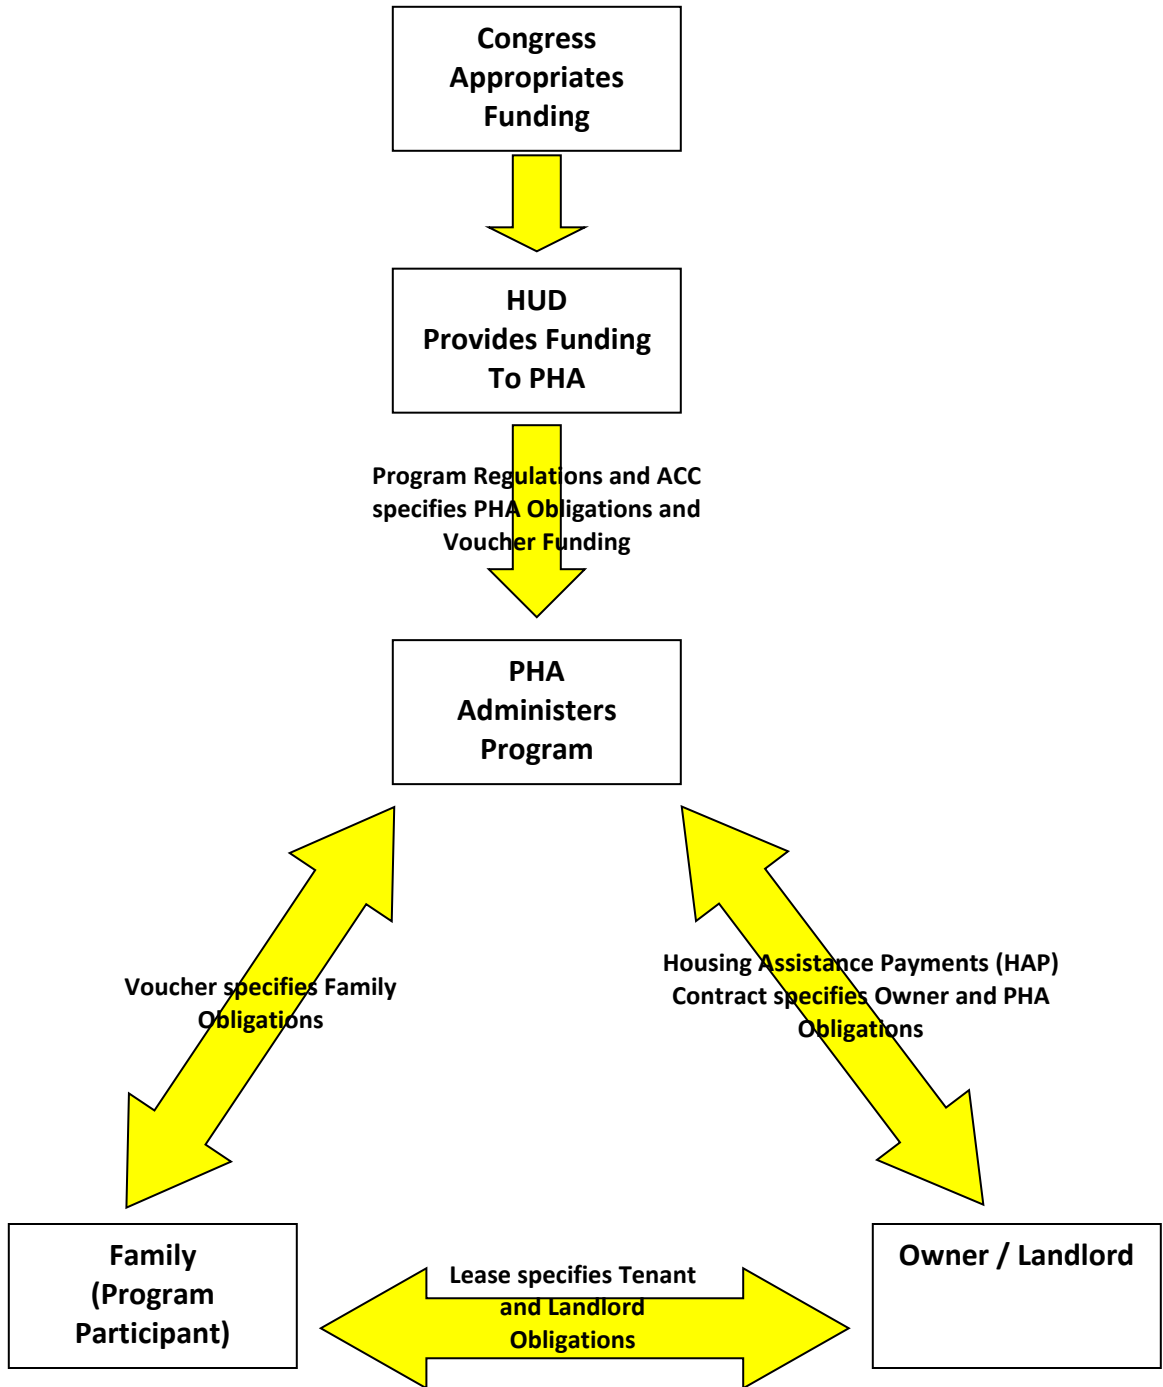 Congress
Appropriates
Funding
HUD
Provides Funding
To PHA
Program Regulations and ACC
specifies PHA Obligations and
Voucher Funding
PHA
Administers
Program
Voucher specifies Family
Obligations
Housing Assistance Payments (HAP)
Contract specifies Owner and PHA
Obligations
Family
(Program
Participant)
Lease specifies Tenant
and Landlord
Obligations
Owner / Landlord